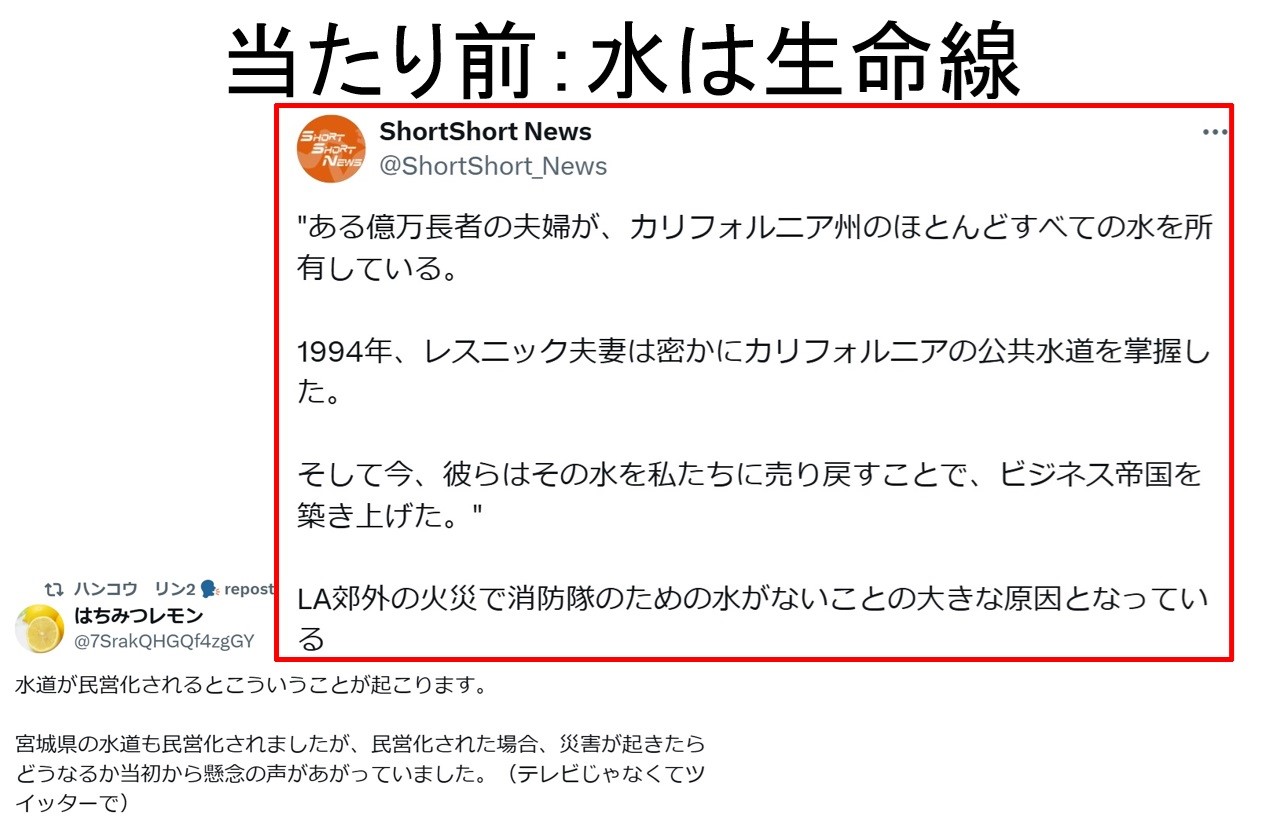 当たり前：水は生命線
SHORT
SHORT
NEWS
ShortShort News
@ShortShort_News
"ある億万長者の夫婦が、カリフォルニア州のほとんどすべての水を所
有している。
1994年、レスニック夫妻は密かにカリフォルニアの公共水道を掌握し
た。
そして今、彼らはその水を私たちに売り戻すことで、ビジネス帝国を
築き上げた。"
LA郊外の火災で消防隊のための水がないことの大きな原因となってい
る
ハンコウ　リン2🗣 repost
はちみつレモン
@7SrakQHGQf4zgGY
水道が民営化されるとこういうことが起こります。
宮城県の水道も民営化されましたが、民営化された場合、災害が起きたら
どうなるか当初から懸念の声があがっていました。（テレビじゃなくてツ
イッターで）